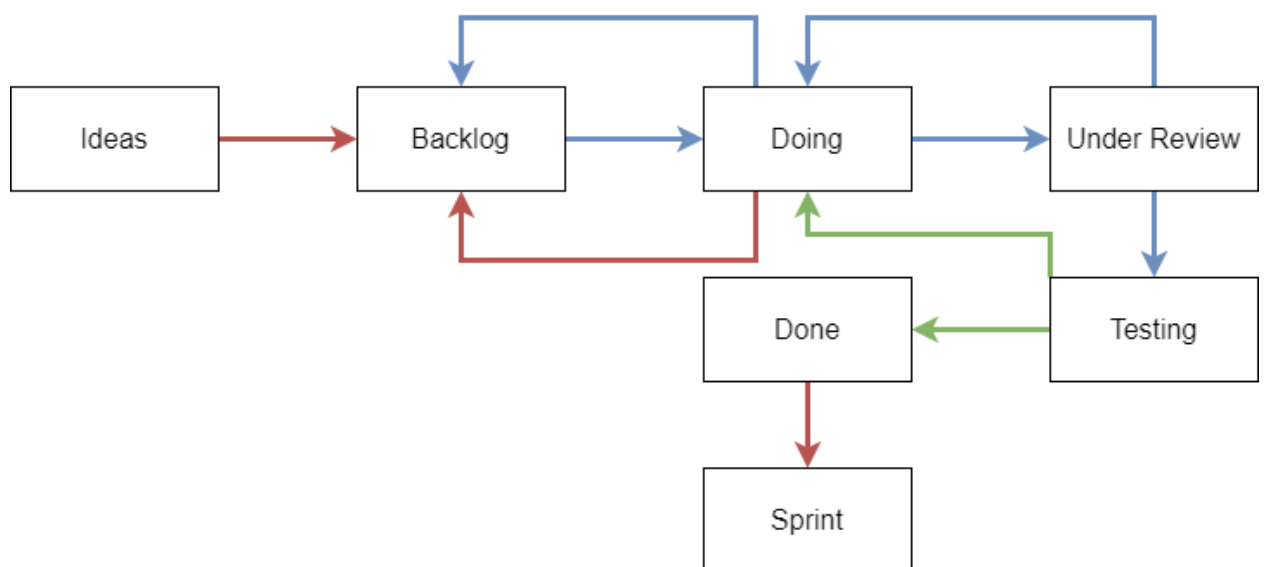 Ideas
Backlog
Doing
Under Review
Done
Testing
Sprint